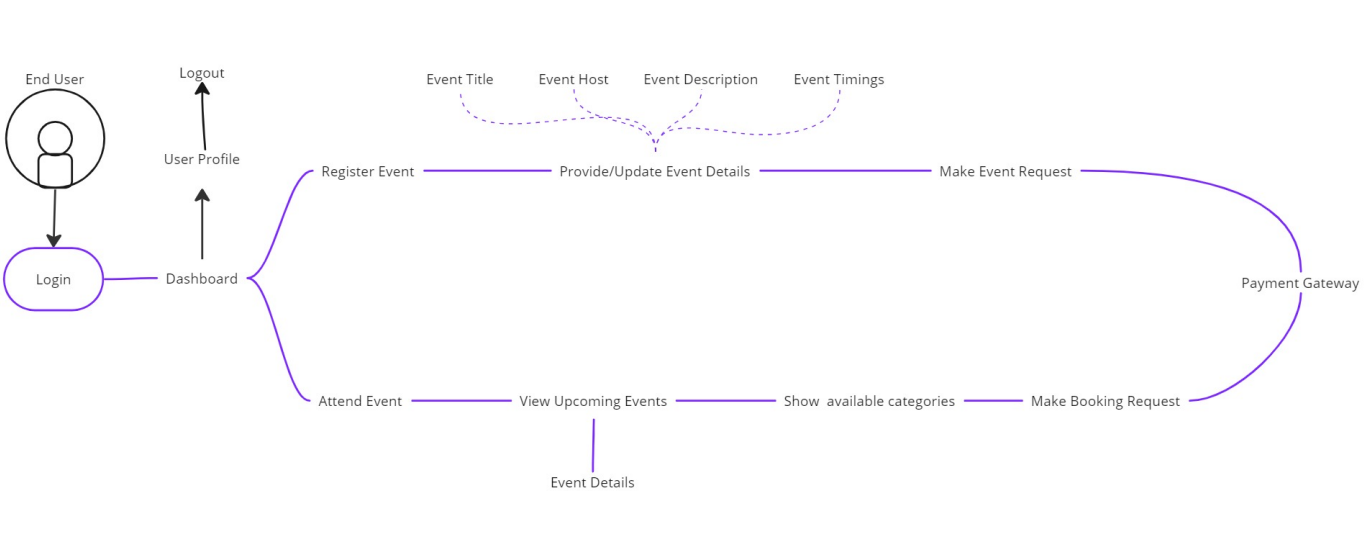 Logout
End User
Event Title
Event Host
Event Description
Event Timings
User Profile
Register Event
Provide/Update Event Details
Make Event Request
Login
Dashboard
Payment Gateway
Attend Event
View Upcoming Events
Show  available categories
Make Booking Request
Event Details